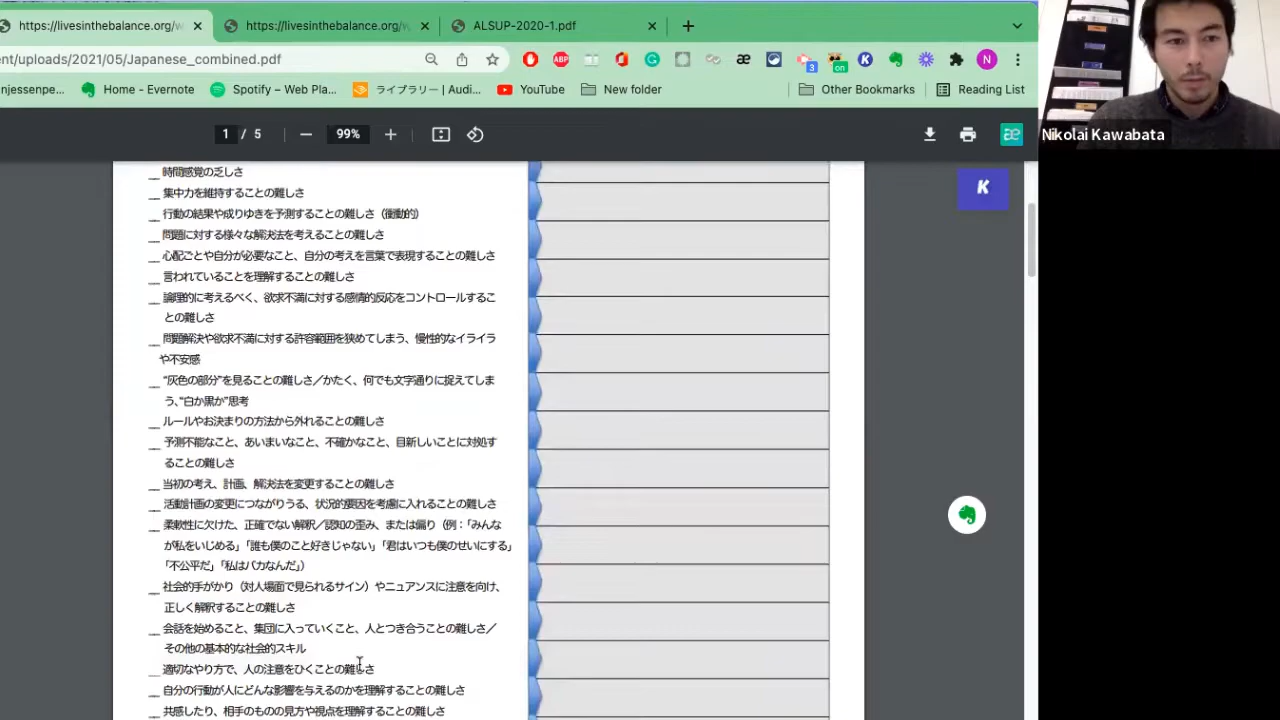 https://livesinthebalance.org/w
https://livesinthebalance.org/w
ALSUP-2020-1.pdf
ent/uploads/2021/05/Japanese_combined.pdf
ABP
3
on
N
njessenpe...
Home - Evernote
Spotify – Web Pla...
ライブラリー | Audi...
YouTube
New folder
Other Bookmarks
Reading List
1 / 5
99%
Nikolai Kawabata
K
__ 時間感覚の乏しさ
__ 集中力を維持することの難しさ
__ 行動の結果や成りゆきを予測することの難しさ（衝動的）
__ 問題に対する様々な解決法を考えることの難しさ
__ 心配ごとや自分が必要なこと、自分の考えを言葉で表現することの難しさ
__ 言われていることを理解することの難しさ
__ 論理的に考えるべく、欲求不満に対する感情的反応をコントロールするこ
との難しさ
__ 問題解決や欲求不満に対する許容範囲を狭めてしまう、慢性的なイライラ
や不安感
__ “灰色の部分”を見ることの難しさ／かたく、何でも文字通りに捉えてしま
う、“白か黒か”思考
__ ルールやお決まりの方法から外れることの難しさ
__ 予測不能なこと、あいまいなこと、不確かなこと、目新しいことに対処す
ることの難しさ
__ 当初の考え、計画、解決法を変更することの難しさ
__ 活動計画の変更につながりうる、状況的要因を考慮に入れることの難しさ
__ 柔軟性に欠けた、正確でない解釈／認知の歪み、または偏り（例：「みんな
が私をいじめる」「誰も僕のこと好きじゃない」「君はいつも僕のせいにする」
「不公平だ」「私はバカなんだ」）
__ 社会的手がかり（対人場面で見られるサイン）やニュアンスに注意を向け、
正しく解釈することの難しさ
__ 会話を始めること、集団に入っていくこと、人とつき合うことの難しさ／
その他の基本的な社会的スキル
__ 適切なやり方で、人の注意をひくことの難しさ
__ 自分の行動が人にどんな影響を与えるのかを理解することの難しさ
__ 共感したり、相手のものの見方や視点を理解することの難しさ